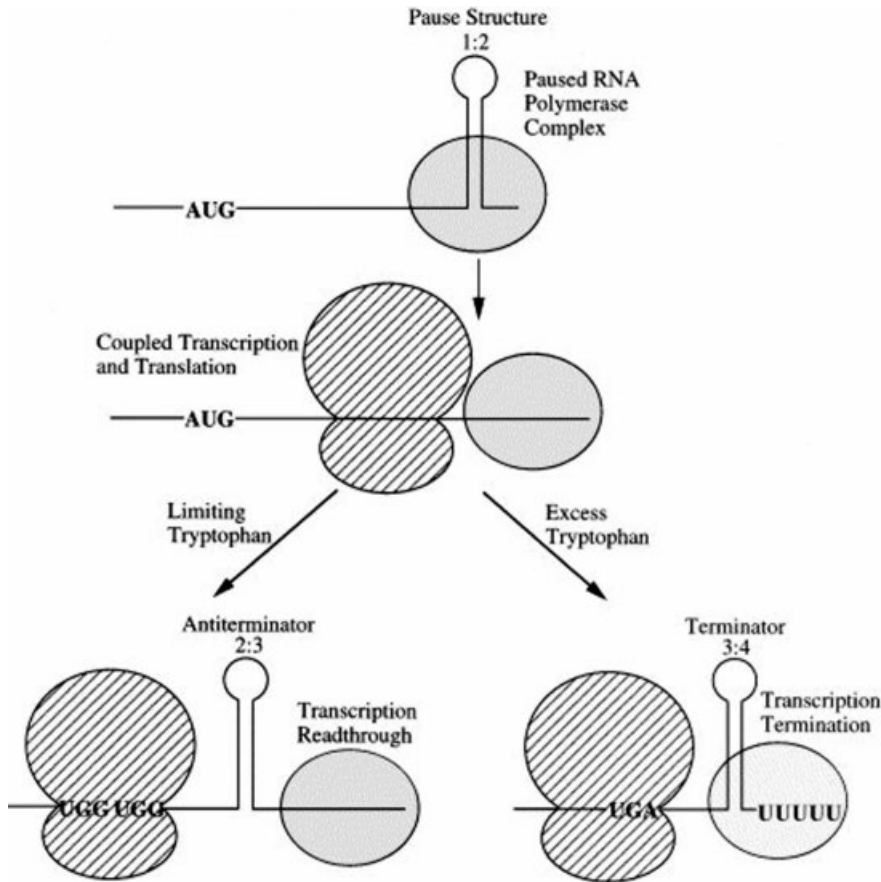 Pause Structure
1:2
Paused RNA
Polymerase
Complex
AUG
Coupled Transcription
and Translation
AUG
Limiting
Tryptophan
Excess
Tryptophan
Antiterminator
2:3
Transcription
Readthrough
UGG UGG
Terminator
3:4
Transcription
Termination
UGA
UUUUU